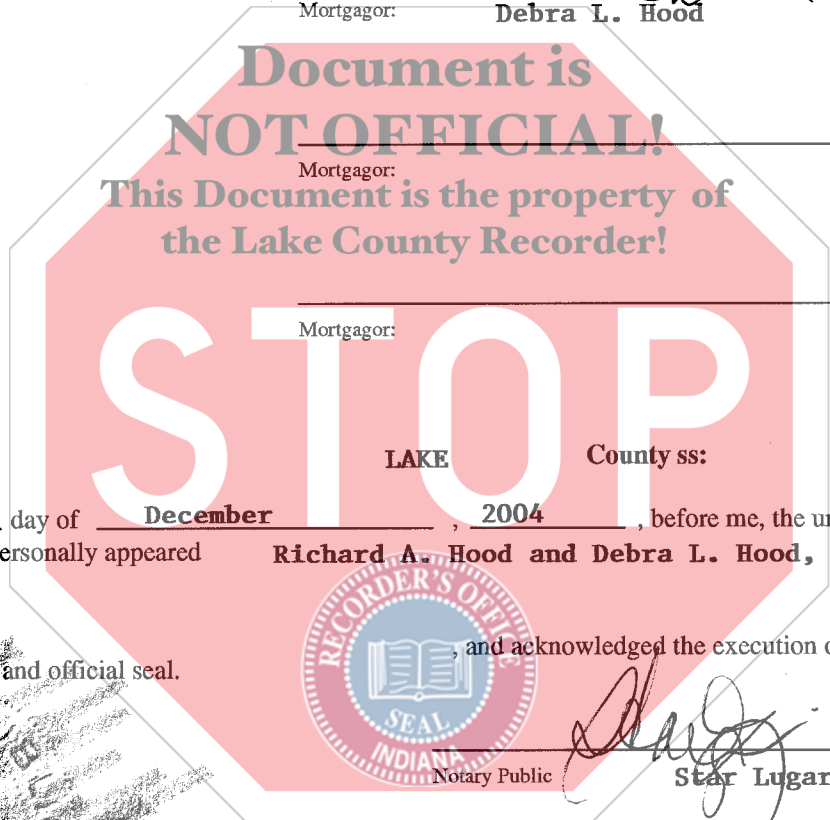 Mortgagor: Debra L. Hood
Document is
NOT OFFICIAL!
Mortgagor:
This Document is the property of
the Lake County Recorder!
Mortgagor:
STOP
LAKE County ss:
day of December , 2004 , before me, the
ersonally appeared Richard A. Hood and Debra L. Hood,
RECORDER'S OFFICE
, and acknowledged the execution
and official seal.
SEAL
INDIANA
Notary Public Star Lugar